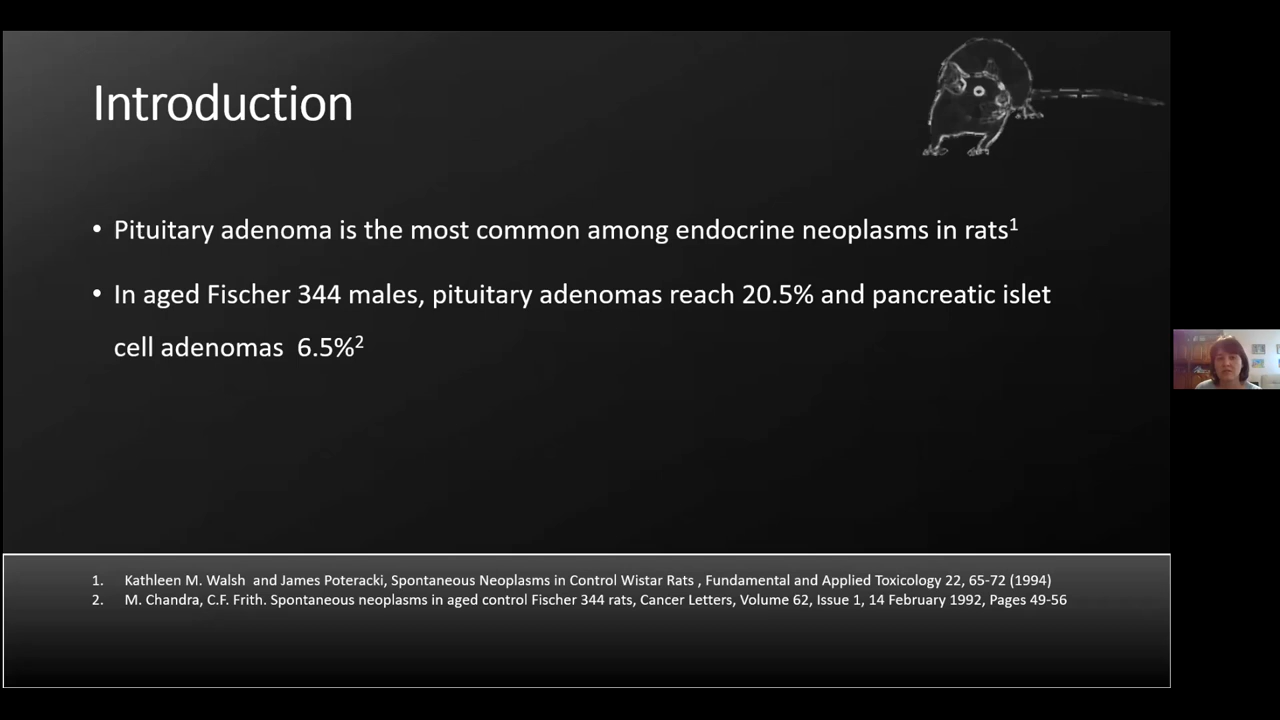 Introduction
• Pituitary adenoma is the most common among endocrine neoplasms in rats¹
• In aged Fischer 344 males, pituitary adenomas reach 20.5% and pancreatic islet
cell adenomas  6.5%²
1. Kathleen M. Walsh  and James Poteracki, Spontaneous Neoplasms in Control Wistar Rats , Fundamental and Applied Toxicology 22, 65-72 (1994)
2. M. Chandra, C.F. Frith. Spontaneous neoplasms in aged control Fischer 344 rats, Cancer Letters, Volume 62, Issue 1, 14 February 1992, Pages 49-56